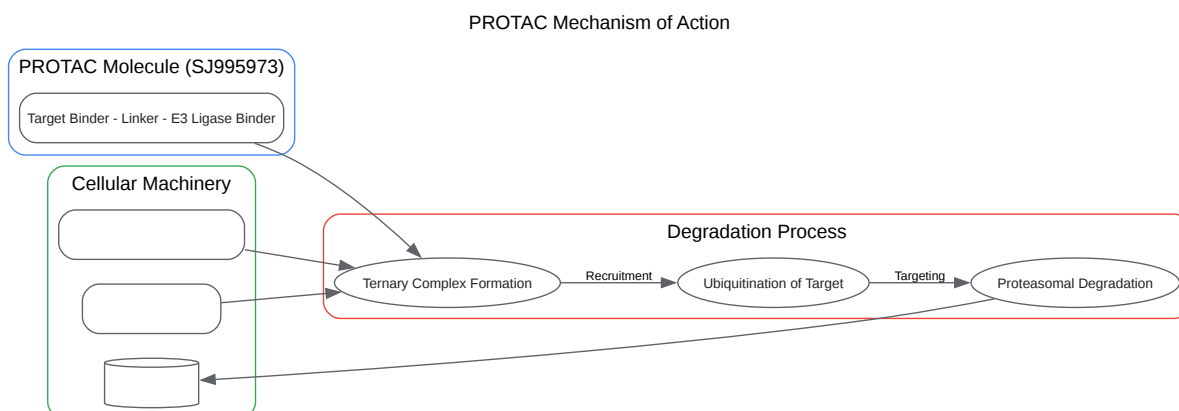 PROTAC Mechanism of Action
PROTAC Molecule (SJ995973)
Target Binder - Linker - E3 Ligase Binder
Cellular Machinery
Degradation Process
Ternary Complex Formation
Recruitment
Ubiquitination of Target
Targeting
Proteasomal Degradation